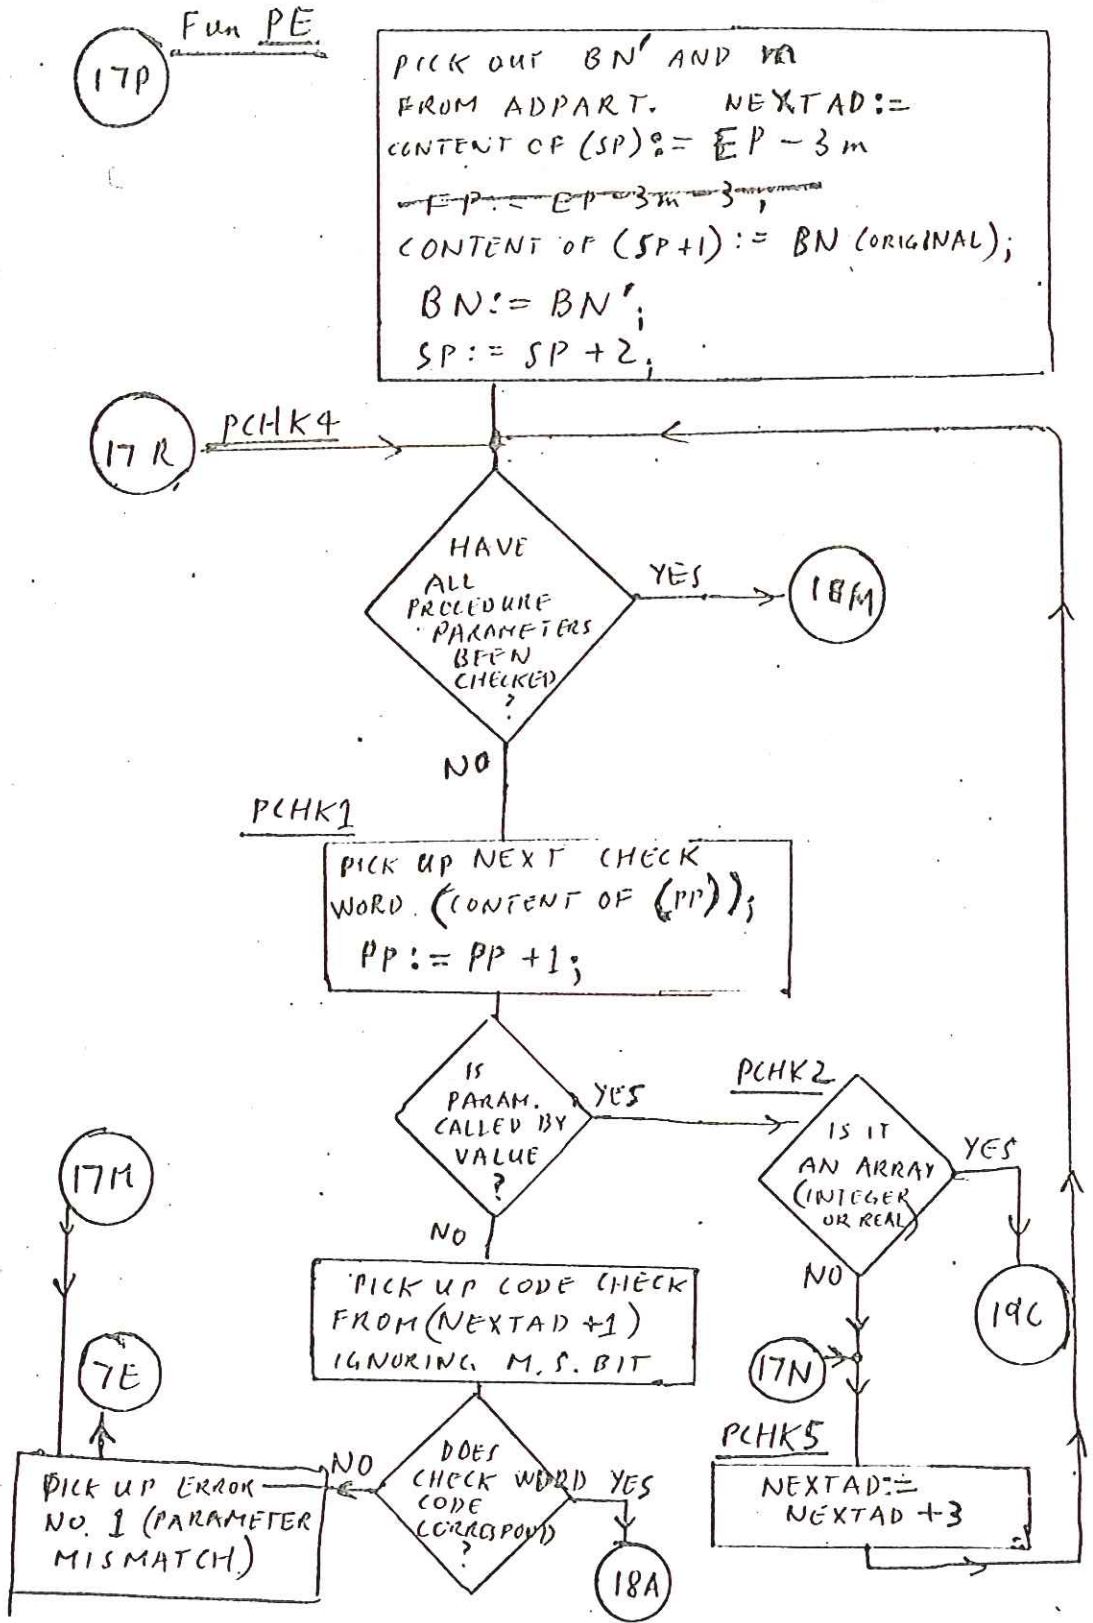 Fun PE
17P
PICK OUT BN' AND m
FROM ADPART. NEXTAD:=
CONTENT OF (SP) := EP - 3m
EP := EP-3m-3;
CONTENT OF (SP+1) := BN (ORIGINAL);
BN := BN';
SP := SP + 2;
17R
PCHK4
HAVE
ALL
PROCEDURE
PARAMETERS
BEEN
CHECKED
?
YES
18M
NO
PCHK1
PICK UP NEXT CHECK
WORD. (CONTENT OF (PP));
PP := PP +1;
IS
PARAM.
CALLED BY
VALUE
?
YES
PCHK2
IS IT
AN ARRAY
(INTEGER
OR REAL)
YES
19C
NO
17N
PCHK5
NEXTAD:=
NEXTAD +3
NO
PICK UP CODE CHECK
FROM (NEXTAD +1)
IGNORING M.S. BIT
DOES
CHECK WORD
CODE
CORRESPOND
?
YES
18A
NO
17M
7E
PICK UP ERROR
NO. 1 (PARAMETER
MISMATCH.)